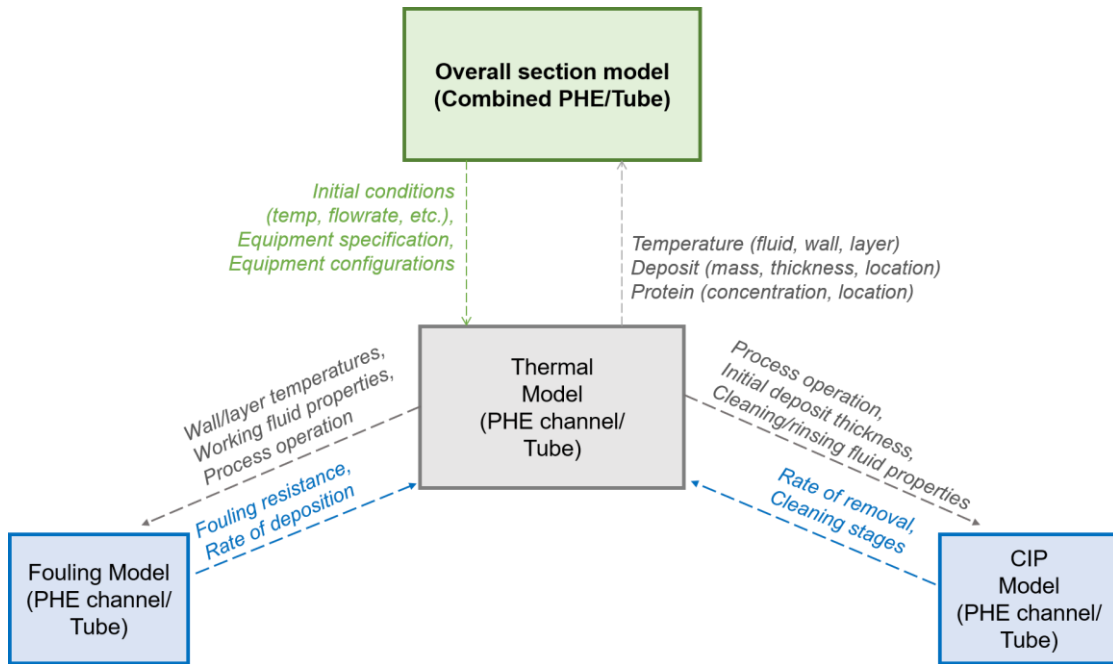 Overall section model
(Combined PHE/Tube)
Initial conditions
(temp, flowrate, etc.),
Equipment specification,
Equipment configurations
Temperature (fluid, wall, layer)
Deposit (mass, thickness, location)
Protein (concentration, location)
Thermal
Model
(PHE channel/
Tube)
Wall/layer temperatures,
Working fluid properties,
Process operation
Fouling resistance,
Rate of deposition
Process operation,
Initial deposit thickness,
Cleaning/rinsing fluid properties
Rate of removal,
Cleaning stages
Fouling Model
(PHE channel/
Tube)
CIP
Model
(PHE channel/
Tube)